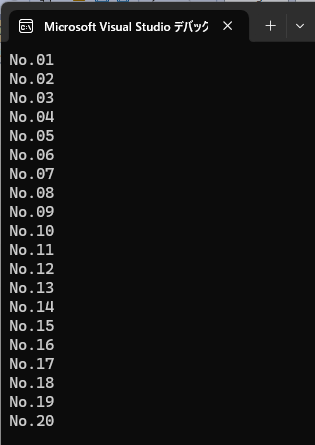 Microsoft Visual Studio デバック
No.01
No.02
No.03
No.04
No.05
No.06
No.07
No.08
No.09
No.10
No.11
No.12
No.13
No.14
No.15
No.16
No.17
No.18
No.19
No.20